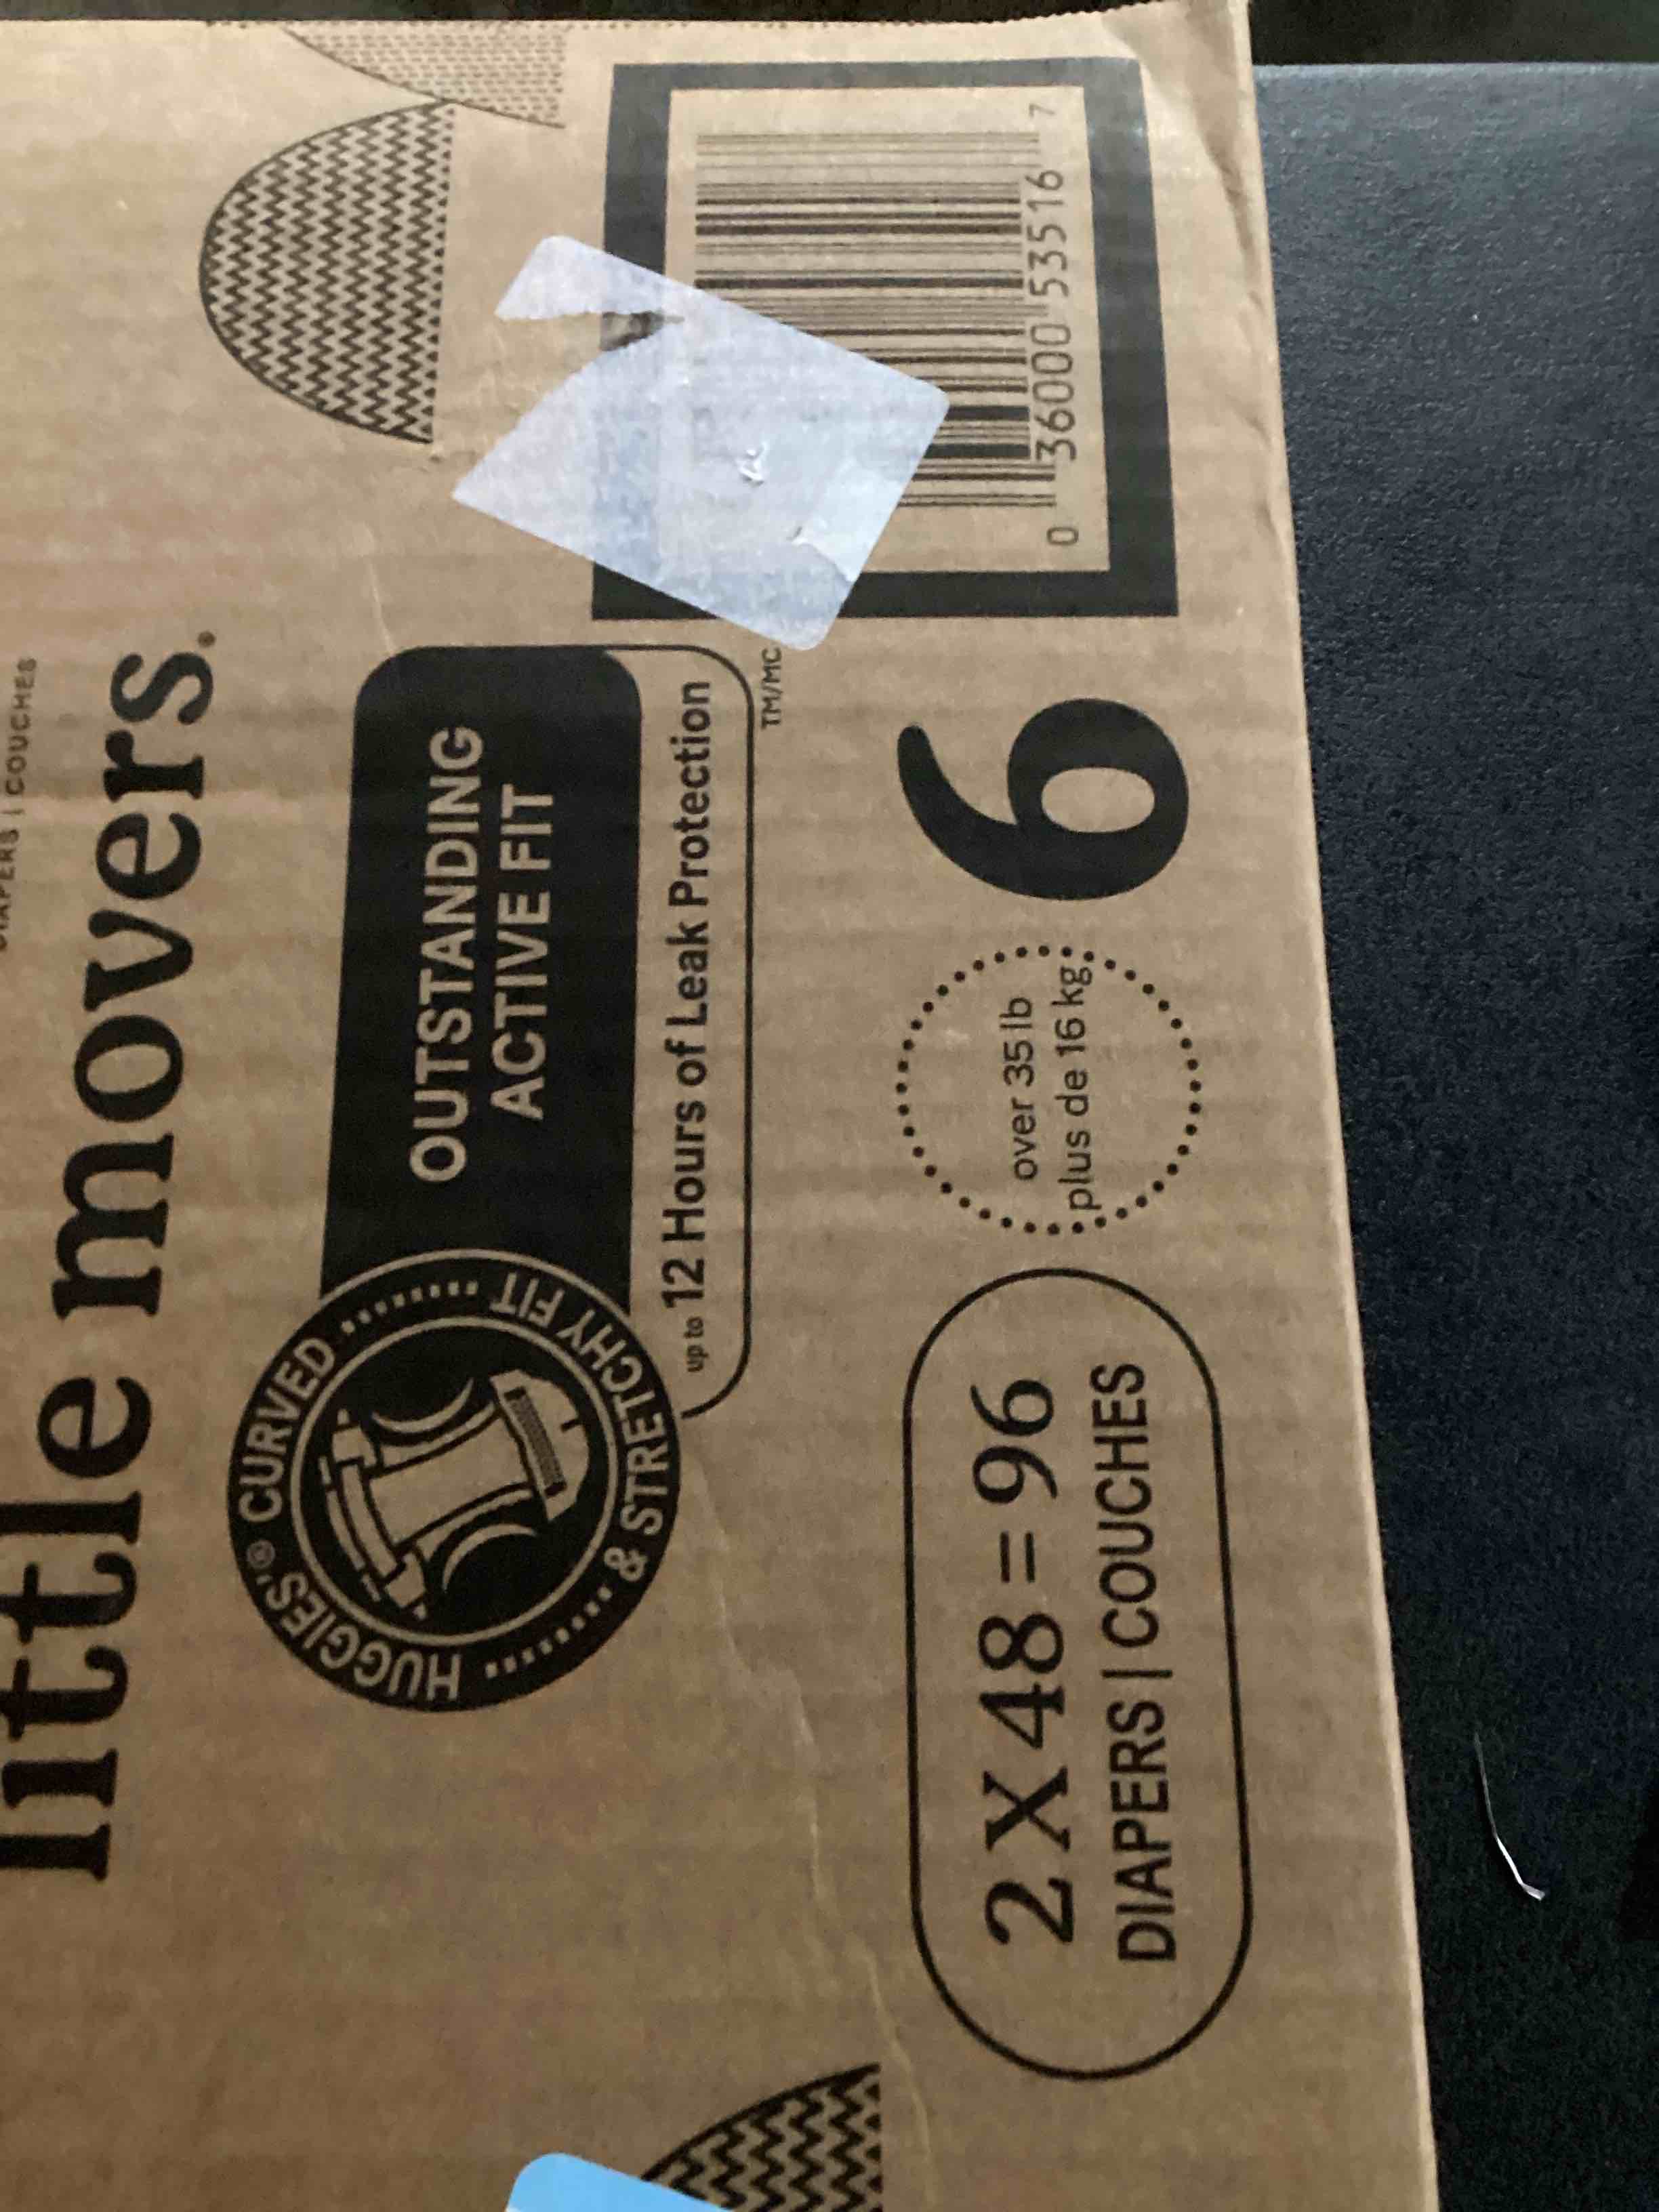 DIAPERS | COUCHES
little movers.
HUGGIES® CURVED
& STRETCHY FIT
OUTSTANDING
ACTIVE FIT
up to 12 Hours of Leak Protection
TM/MC
2 X 48 = 96
DIAPERS | COUCHES
over 35 lb
plus de 16 kg
6
0 36000 53516 7